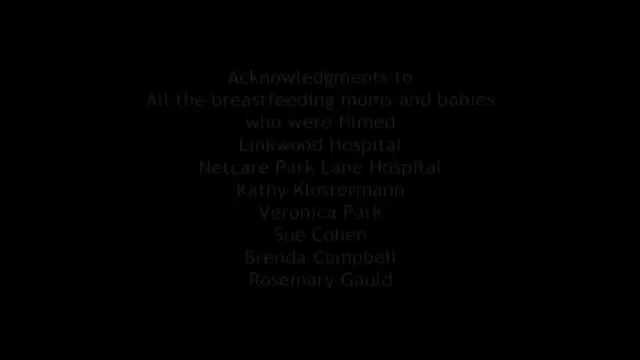 Acknowledgments to
All the breastfeeding moms and babies
who were filmed
Linkwood Hospital
Netcare Park Lane Hospital
Kathy Klostermann
Veronica Park
Sue Cohen
Brenda Campbell
Rosemary Gauld